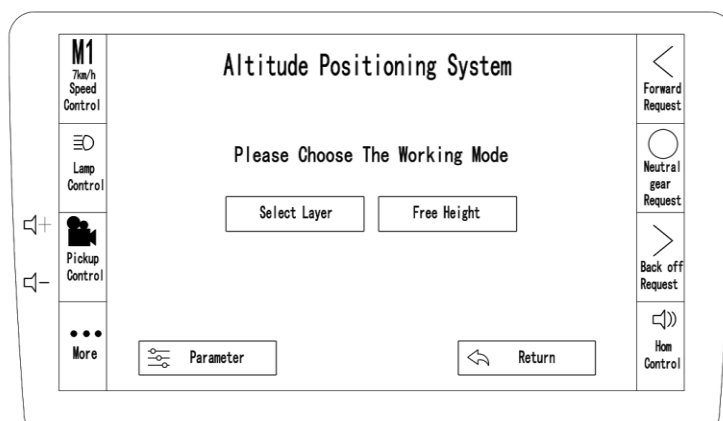 M1
7km/h
Speed
Control
Lamp
Control
Pickup
Control
More
Altitude Positioning System
Please Choose The Working Mode
Select Layer
Free Height
Parameter
Return
Forward
Request
Neutral
gear
Request
Back off
Request
Hom
Control